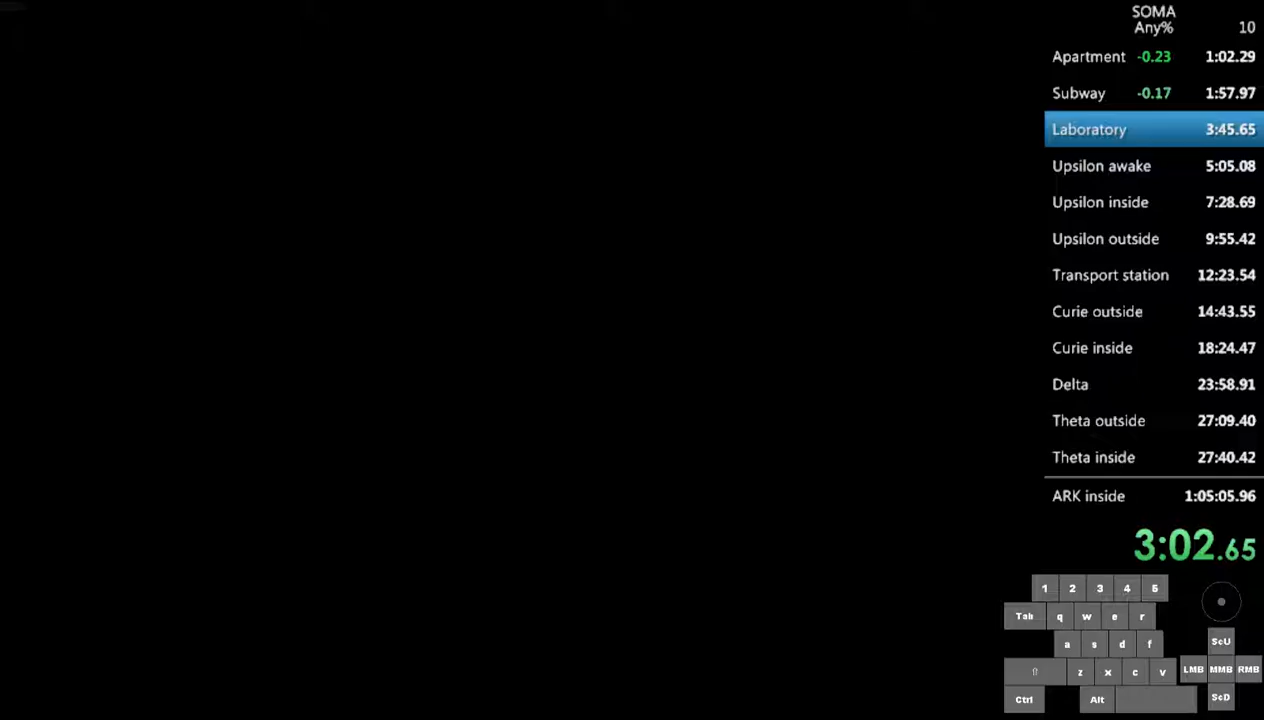 SOMA
Any% 10
Apartment -0.23 1:02.29
Subway -0.17 1:57.97
Laboratory 3:45.65
Upsilon awake 5:05.08
Upsilon inside 7:28.69
Upsilon outside 9:55.42
Transport station 12:23.54
Curie outside 14:43.55
Curie inside 18:24.47
Delta 23:58.91
Theta outside 27:09.40
Theta inside 27:40.42
ARK inside 1:05:05.96
3:02.65
1 2 3 4 5
Tab q w e r
a s d f ScU
⇧ z x c v LMB MMB RMB
Ctrl Alt ScD